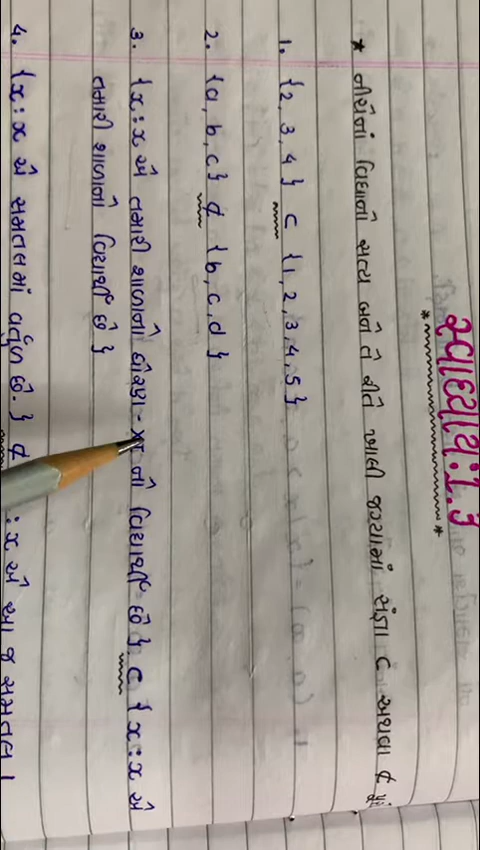 સ્વાધ્યાય : 1.3
* નીચેનાં વિધાનો સત્ય બને તે રીતે ખાલી જગ્યામાં સંજ્ઞા ⊂ અથવા ⊄
1. {2, 3, 4} ⊂ {1, 2, 3, 4, 5}
2. {a, b, c} ⊄ {b, c, d}
3. {x : x એ તમારી શાળાનો ધોરણ - XI નો વિદ્યાર્થી છે} ⊂ {x : x એ
તમારી શાળાનો વિદ્યાર્થી છે}
4. {x : x એ સમતલમાં વર્તુળ છે.} ⊄ : x એ આ જ સમતલ